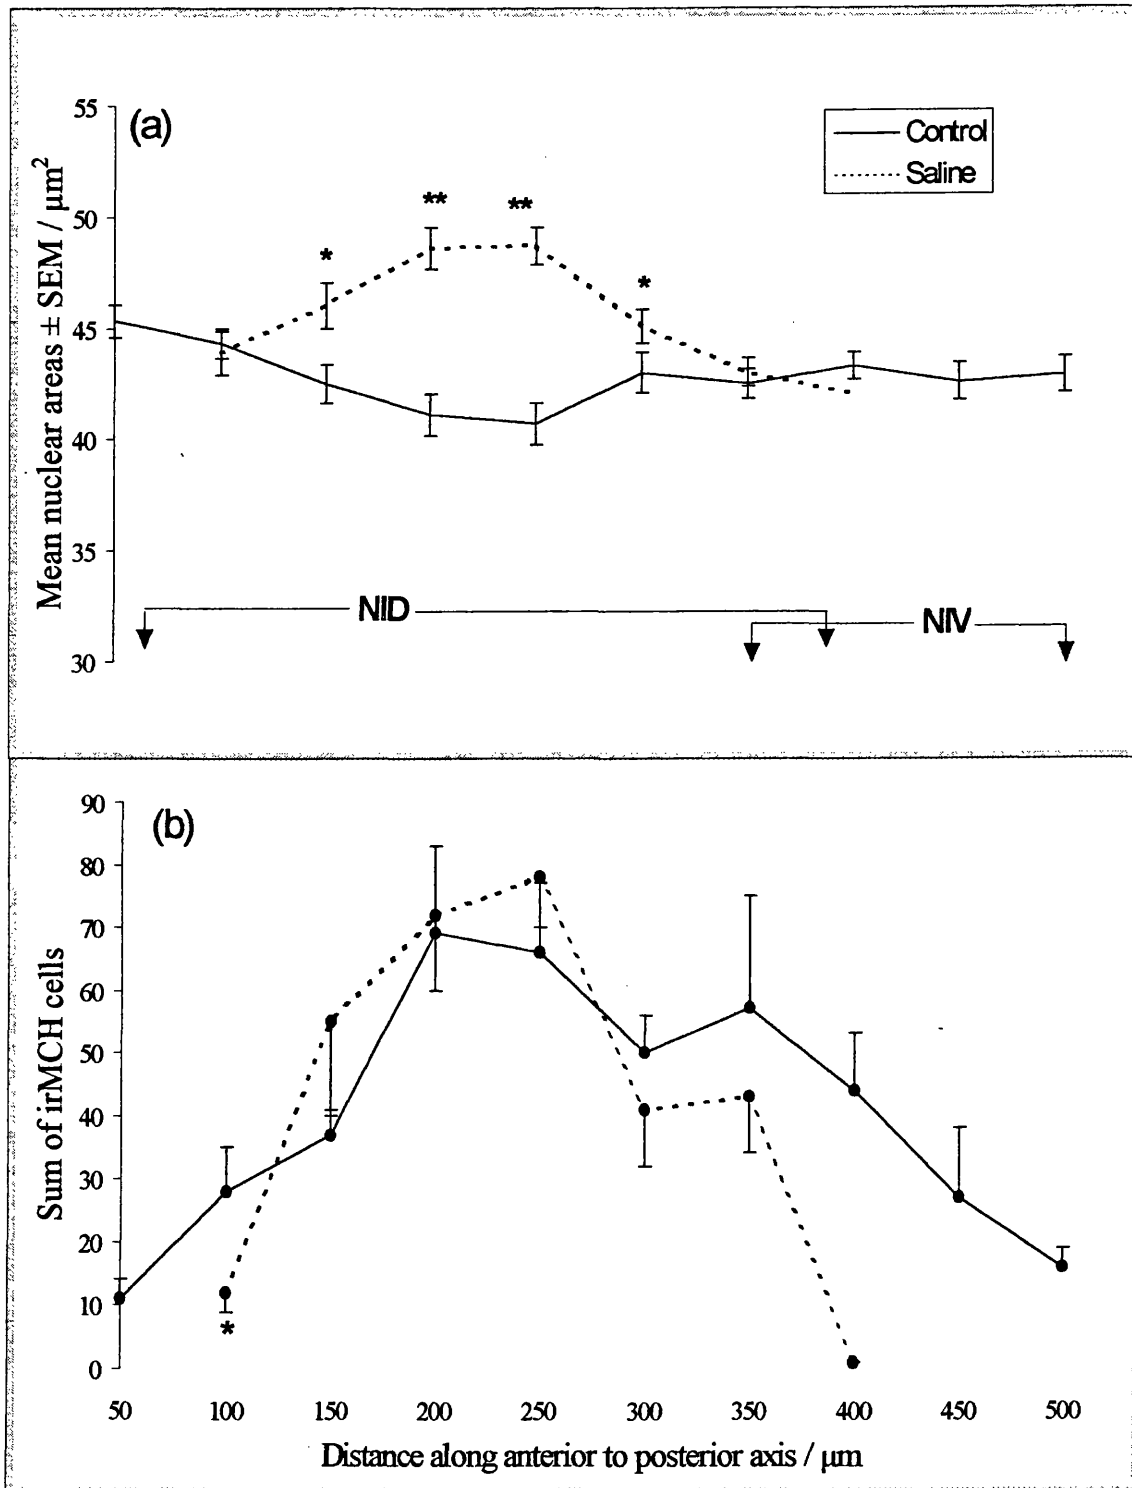 (a)
Control
Saline
Mean nuclear areas ± SEM / μm²
55
50
45
40
35
30
*
**
**
*
NID
NIV
(b)
Sum of irMCH cells
90
80
70
60
50
40
30
20
10
0
*
50 100 150 200 250 300 350 400 450 500
Distance along anterior to posterior axis / μm